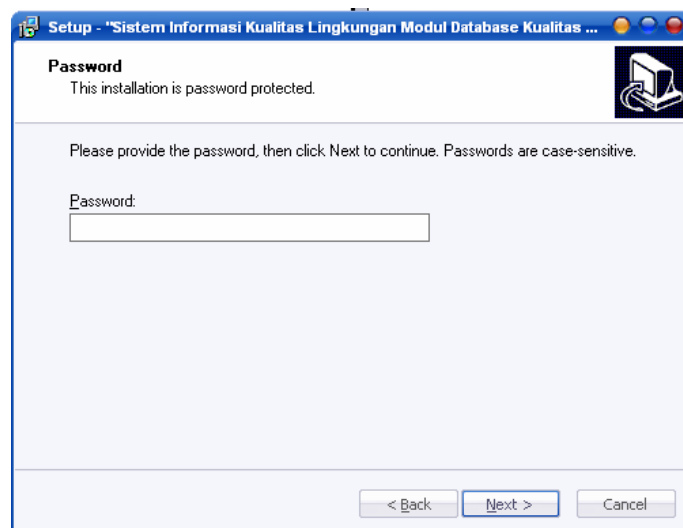 Setup - "Sistem Informasi Kualitas Lingkungan Modul Database Kualitas ...
Password
This installation is password protected.
Please provide the password, then click Next to continue. Passwords are case-sensitive.
Password:
< Back
Next >
Cancel